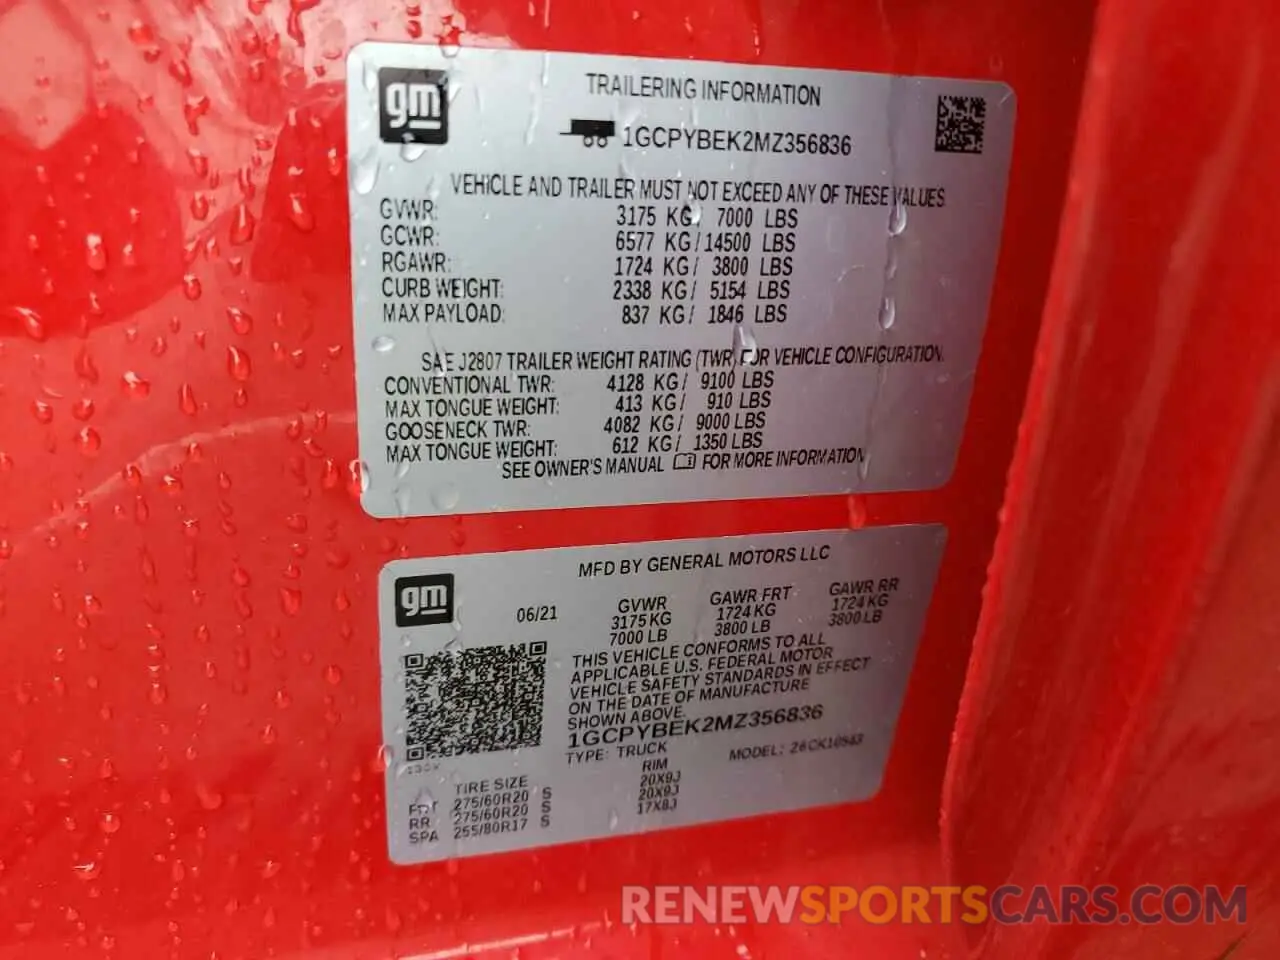 gm
TRAILERING INFORMATION
1GCPYBEK2MZ356836
VEHICLE AND TRAILER MUST NOT EXCEED ANY OF THESE VALUES
GVWR: 3175 KG/ 7000 LBS
GCWR: 6577 KG/14500 LBS
RGAWR: 1724 KG/ 3800 LBS
CURB WEIGHT: 2338 KG/ 5154 LBS
MAX PAYLOAD: 837 KG/ 1846 LBS
SAE J2807 TRAILER WEIGHT RATING (TWR) FOR VEHICLE CONFIGURATION.
CONVENTIONAL TWR: 4128 KG/ 9100 LBS
MAX TONGUE WEIGHT: 413 KG/ 910 LBS
GOOSENECK TWR: 4082 KG/ 9000 LBS
MAX TONGUE WEIGHT: 612 KG/ 1350 LBS
SEE OWNER'S MANUAL FOR MORE INFORMATION
gm
MFD BY GENERAL MOTORS LLC
06/21 GVWR GAWR FRT GAWR RR
3175 KG 1724 KG 1724 KG
7000 LB 3800 LB 3800 LB
THIS VEHICLE CONFORMS TO ALL
APPLICABLE U.S. FEDERAL MOTOR
VEHICLE SAFETY STANDARDS IN EFFECT
ON THE DATE OF MANUFACTURE
SHOWN ABOVE.
1GCPYBEK2MZ356836
TYPE: TRUCK MODEL:
TIRE SIZE RIM
FRT 275/60R20 S 20X9J
RR 275/60R20 S 20X9J
SPA 255/80R17 S 17X8J
RENEWSPORTSCARS.COM